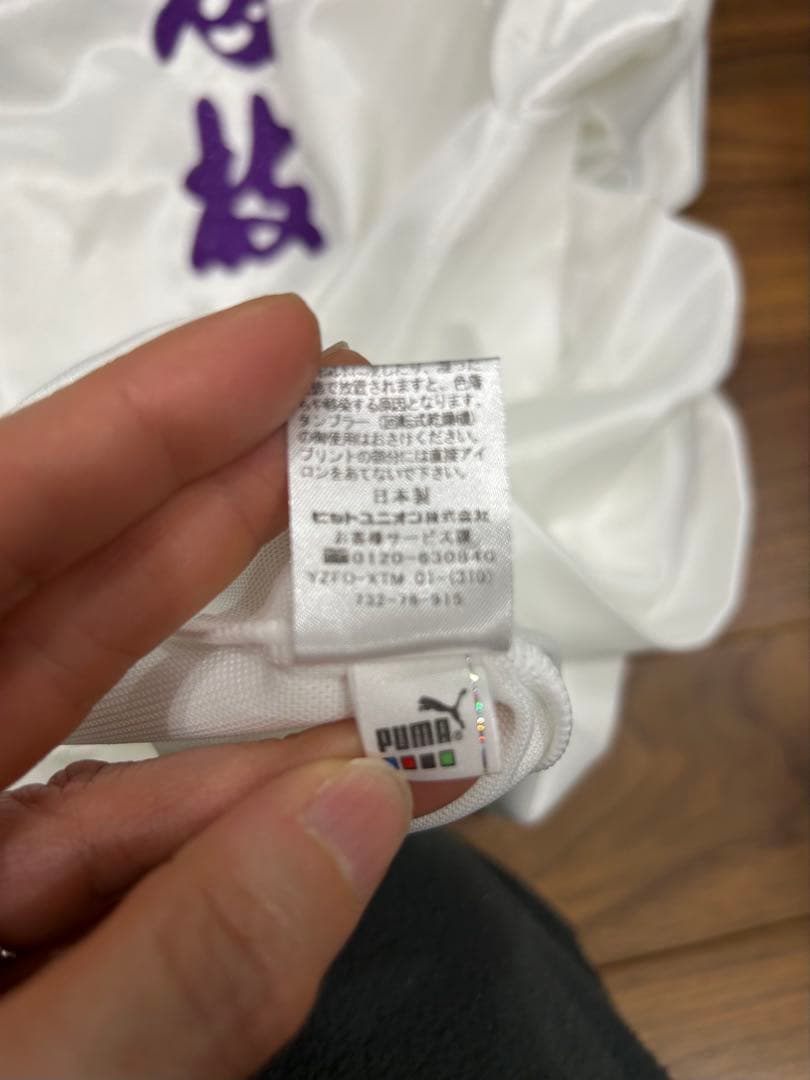 枝
で放置されますと、色落
や移染する原因となります。
タンブラー(回転式乾燥機)
の御使用はおさけください。
プリントの部分には直接アイ
ロンをあてないで下さい。
日本製
ヒットユニオン株式会社
お客様サービス課
0120-630840
YZFO-XTM 01-(310)
732-76-915
PUMA®